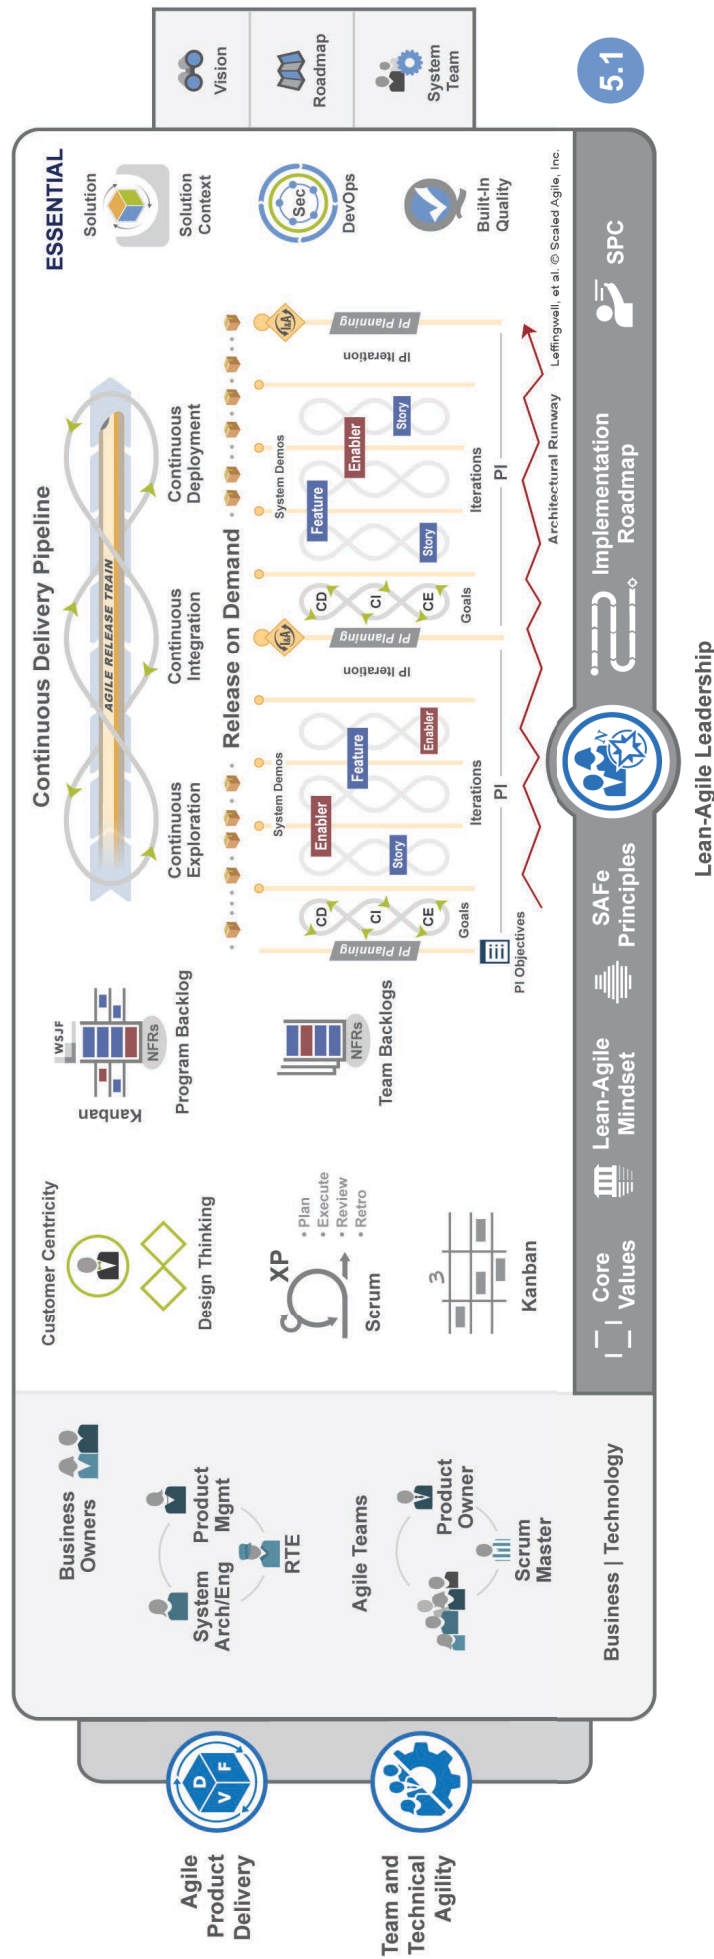 Agile
Product
Delivery
D
V
F
Team and
Technical
Agility
Business
Owners
System
Arch/Eng
Product
Mgmt
RTE
Agile Teams
Product
Owner
Scrum
Master
Business | Technology
Customer Centricity
Design Thinking
XP
Scrum
• Plan
• Execute
• Review
• Retro
3
Kanban
WSJF
Kanban
NFRs
Program Backlog
NFRs
Team Backlogs
Continuous Delivery Pipeline
AGILE RELEASE TRAIN
Continuous
Exploration
Continuous
Integration
Continuous
Deployment
Release on Demand
System Demos
System Demos
PI Planning
CD
CI
CE
Goals
Enabler
Story
Feature
Enabler
Iterations
IP Iteration
I&A
PI Planning
CD
CI
CE
Goals
Feature
Story
Enabler
Story
Iterations
IP Iteration
I&A
PI Planning
PI Objectives
PI
PI
Architectural Runway
ESSENTIAL
Solution
Solution
Context
Sec
DevOps
Built-In
Quality
Leffingwell, et al. © Scaled Agile, Inc.
Vision
Roadmap
System
Team
Core
Values
Lean-Agile
Mindset
SAFe
Principles
N
Implementation
Roadmap
SPC
Lean-Agile Leadership
5.1